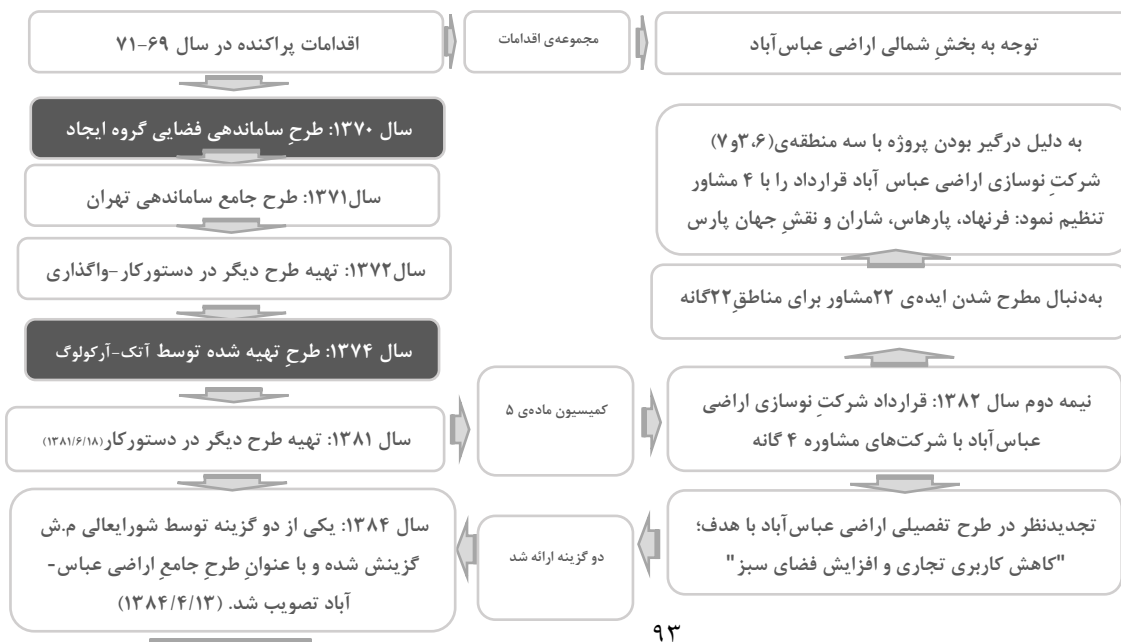 اقدامات پراکنده در سال ۶۹-۷۱
مجموعه‌ی اقدامات
توجه به بخشِ شمالی اراضی عباس‌آباد
سال ۱۳۷۰: طرحِ ساماندهی فضایی گروه ایجاد
سال۱۳۷۱: طرح جامع ساماندهی تهران
سال۱۳۷۲: تهیه طرح دیگر در دستورکار-واگذاری
سال ۱۳۷۴: طرحِ تهیه شده توسط آتک-آرکولوگ
سال ۱۳۸۱: تهیه طرح دیگر در دستورکار(۱۳۸۱/۶/۱۸)
کمیسیون ماده‌ی ۵
نیمه دوم سال ۱۳۸۲: قرارداد شرکتِ نوسازی اراضی
عباس‌آباد با شرکت‌های مشاوره ۴ گانه
به‌دنبال مطرح شدن ایده‌ی ۲۲مشاور برای مناطقِ۲۲گانه
به دلیل درگیر بودن پروژه با سه منطقه‌ی(۳،۶و۷)
شرکتِ نوسازی اراضی عباس آباد قرارداد را با ۴ مشاور
تنظیم نمود: فرنهاد، پارهاس، شاران و نقشِ جهان پارس
تجدیدنظر در طرح تفصیلی اراضی عباس‌آباد با هدف؛
"کاهش کاربری تجاری و افزایش فضای سبز"
دو گزینه ارائه شد
سال ۱۳۸۴: یکی از دو گزینه توسط شورایعالی م.ش
گزینش شده و با عنوانِ طرحِ جامعِ اراضی عباس-
آباد تصویب شد. (۱۳۸۴/۴/۱۳)
۹۳